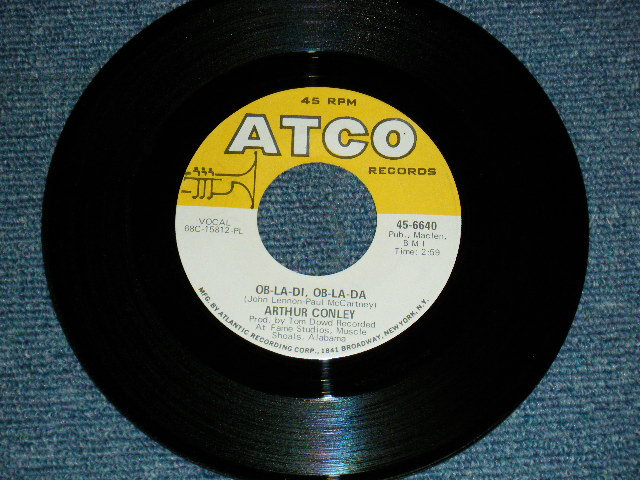 45 RPM
ATCO
RECORDS
VOCAL
68C-15812-PL
45-6640
Pub., Maclen,
BMI
Time: 2:59
OB-LA-DI, OB-LA-DA
(John Lennon-Paul McCartney)
ARTHUR CONLEY
Prod. by Tom Dowd Recorded
At Fame Studios, Muscle
Shoals, Alabama
MFG. BY ATLANTIC RECORDING CORP., 1841 BROADWAY, NEW YORK, N.Y.